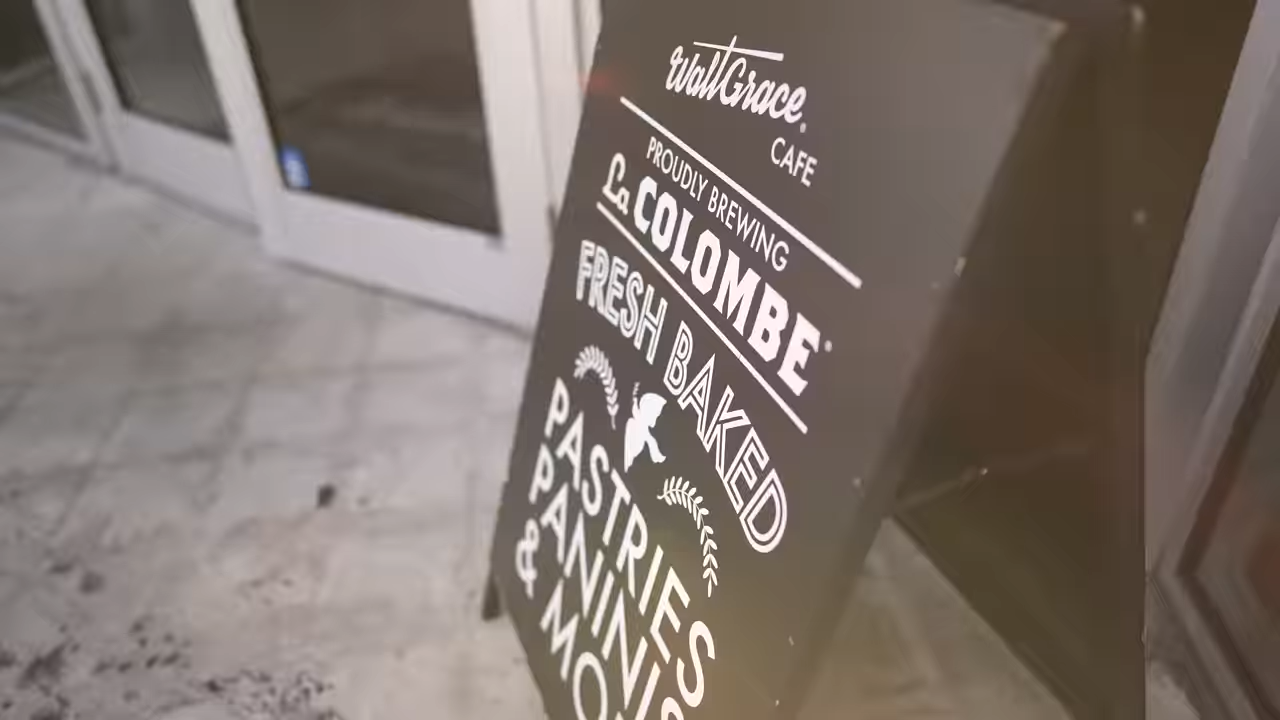 WaltGrace
CAFE
PROUDLY BREWING
La COLOMBE
FRESH BAKED
PASTRIES
PANINIS
&